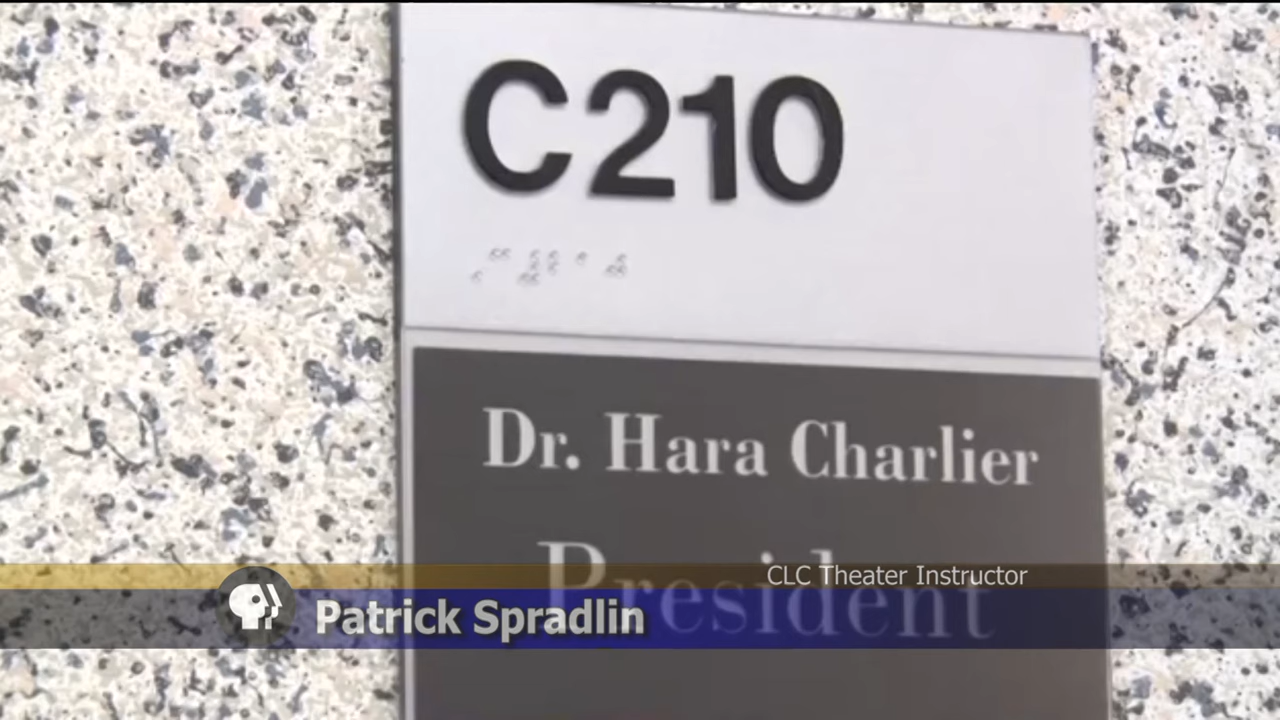 C210
Dr. Hara Charlier
President
CLC Theater Instructor
Patrick Spradlin